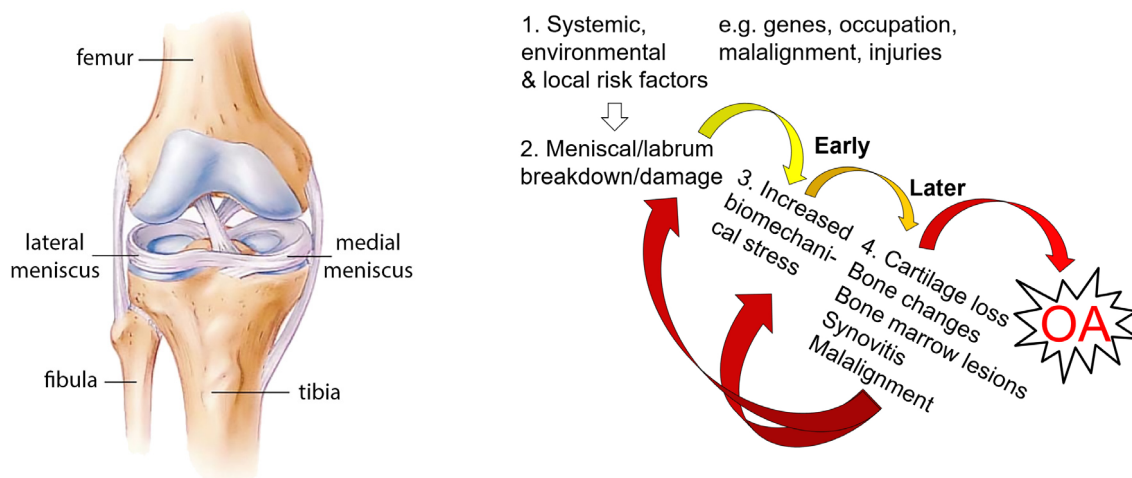 femur
lateral
meniscus
medial
meniscus
fibula
tibia
1. Systemic,
environmental
& local risk factors
e.g. genes, occupation,
malalignment, injuries
2. Meniscal/labrum
breakdown/damage
Early
3. Increased
biomechani-
cal stress
Later
4. Cartilage loss
Bone changes
Bone marrow lesions
Synovitis
Malalignment
OA